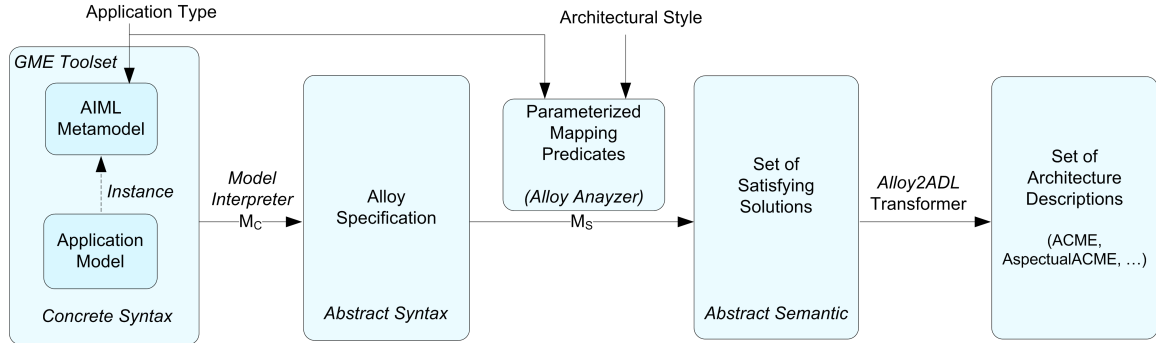 Application Type
Architectural Style
GME Toolset
AIML
Metamodel
Instance
Application
Model
Concrete Syntax
Model
Interpreter
M_C
Alloy
Specification
Abstract Syntax
Parameterized
Mapping
Predicates
(Alloy Anayzer)
M_S
Set of
Satisfying
Solutions
Abstract Semantic
Alloy2ADL
Transformer
Set of
Architecture
Descriptions
(ACME,
AspectualACME, …)